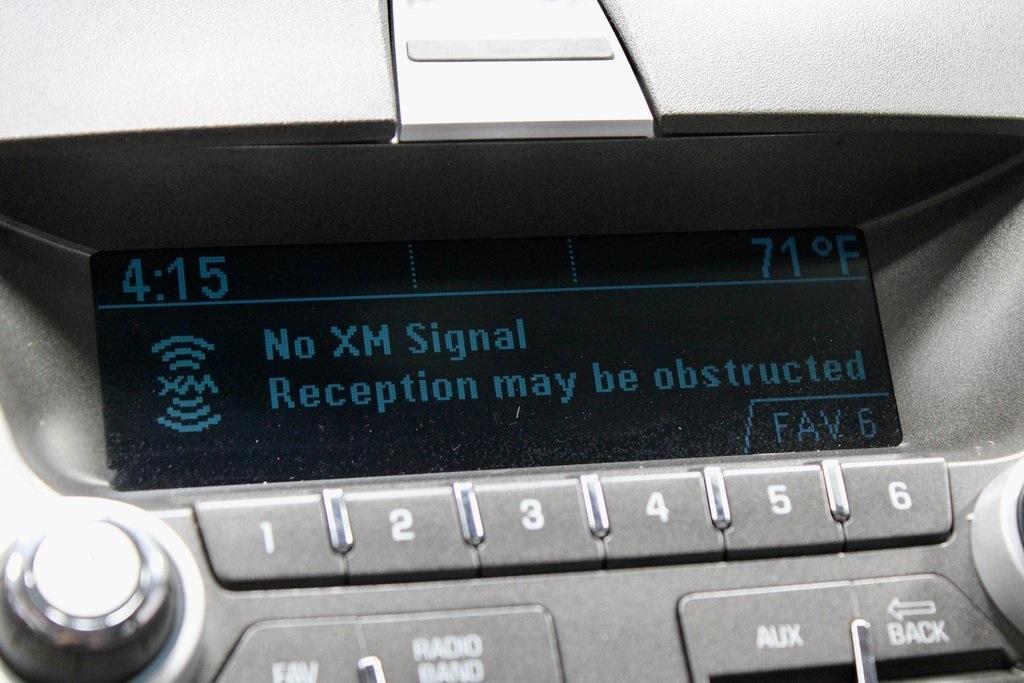 4:15 71°F
No XM Signal
XM
Reception may be obstructed
FAV 6
1 2 3 4 5 6
FAV RADIO BAND AUX BACK